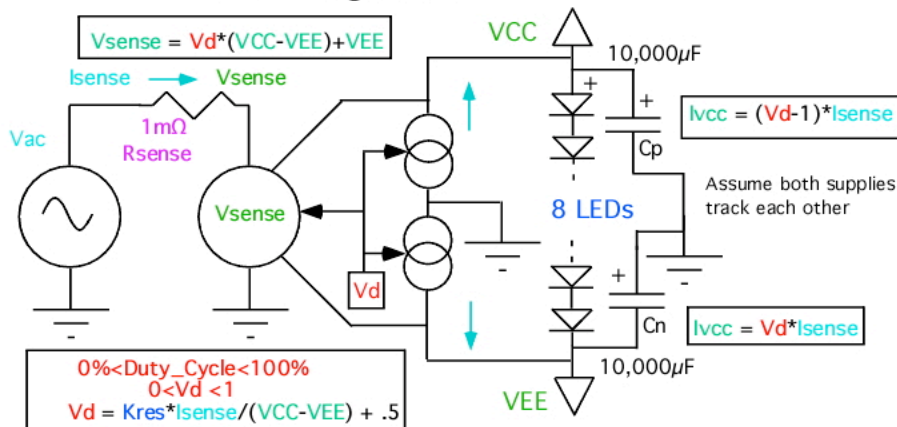 Vsense = Vd*(VCC-VEE)+VEE
VCC
10,000µF
Isense
Vsense
+
+
Ivcc = (Vd-1)*Isense
1mΩ
Rsense
Vac
Cp
Assume both supplies
track each other
Vsense
8 LEDs
+
Vd
Cn
Ivcc = Vd*Isense
10,000µF
0%<Duty_Cycle<100%
0<Vd <1
Vd = Kres*Isense/(VCC-VEE) + .5
VEE